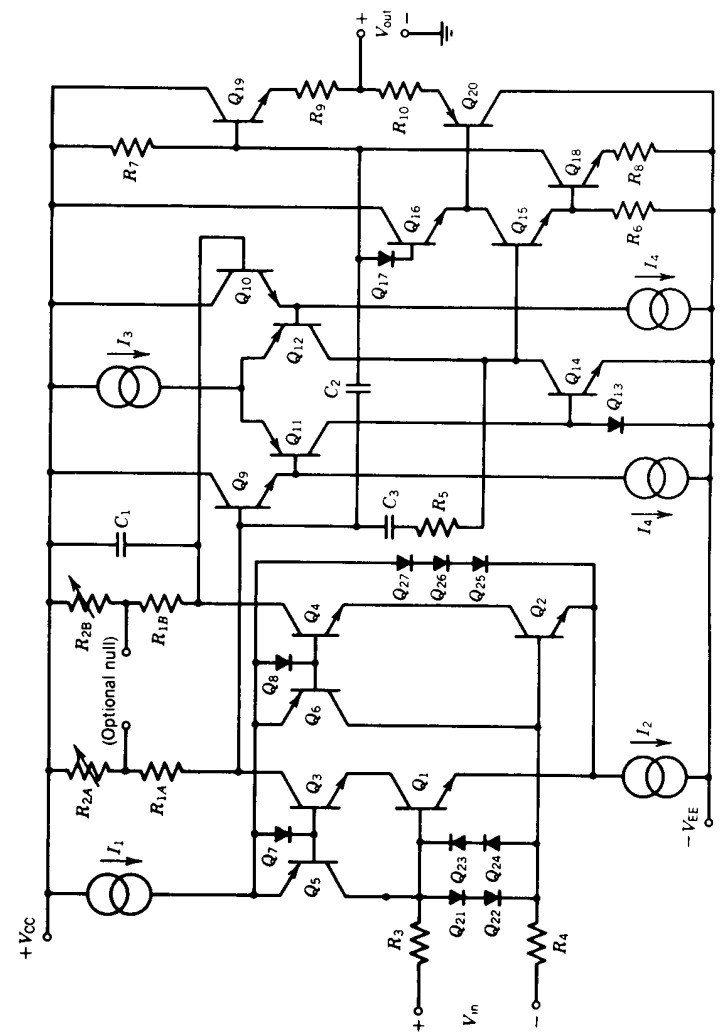 +V_CC
I_1
R_2A
R_2B
(Optional null)
R_1A
R_1B
C_1
I_3
R_7
Q_7
Q_8
Q_5
Q_3
Q_6
Q_4
Q_27
Q_26
Q_25
Q_9
Q_11
Q_12
Q_10
C_2
C_3
R_5
Q_17
Q_16
Q_19
R_9
+
V_out
−
R_10
Q_20
Q_15
Q_18
R_6
R_8
+
V_in
−
R_3
R_4
Q_21
Q_22
Q_23
Q_24
Q_1
Q_2
Q_14
Q_13
I_2
I_4
I_4
−V_EE